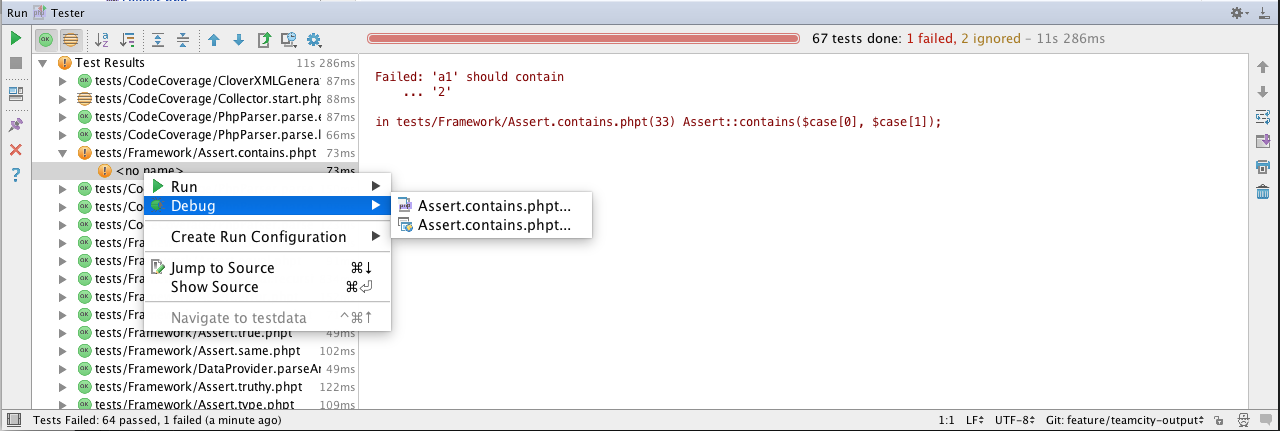 Run Tester
67 tests done: 1 failed, 2 ignored – 11s 286ms
Test Results 11s 286ms
tests/CodeCoverage/CloverXMLGenera 87ms
tests/CodeCoverage/Collector.start.php 88ms
tests/CodeCoverage/PhpParser.parse.e 87ms
tests/CodeCoverage/PhpParser.parse.l 66ms
tests/Framework/Assert.contains.phpt 73ms
<no name> 73ms
tests/Co
tests/Co
tests/Co
tests/Fra
tests/Fra
tests/Fra
tests/Fra
tests/Fra
tests/Framework/Assert.true.phpt 49ms
tests/Framework/Assert.same.phpt 102ms
tests/Framework/DataProvider.parseAn 49ms
tests/Framework/Assert.truthy.phpt 122ms
tests/Framework/Assert.type.phpt 109ms
Run
Debug
Create Run Configuration
Jump to Source ⌘↓
Show Source ⌘⏎
Navigate to testdata ^⌘↑
Assert.contains.phpt...
Assert.contains.phpt...
Failed: 'a1' should contain
... '2'
in tests/Framework/Assert.contains.phpt(33) Assert::contains($case[0], $case[1]);
Tests Failed: 64 passed, 1 failed (a minute ago)
1:1 LF UTF-8 Git: feature/teamcity-output